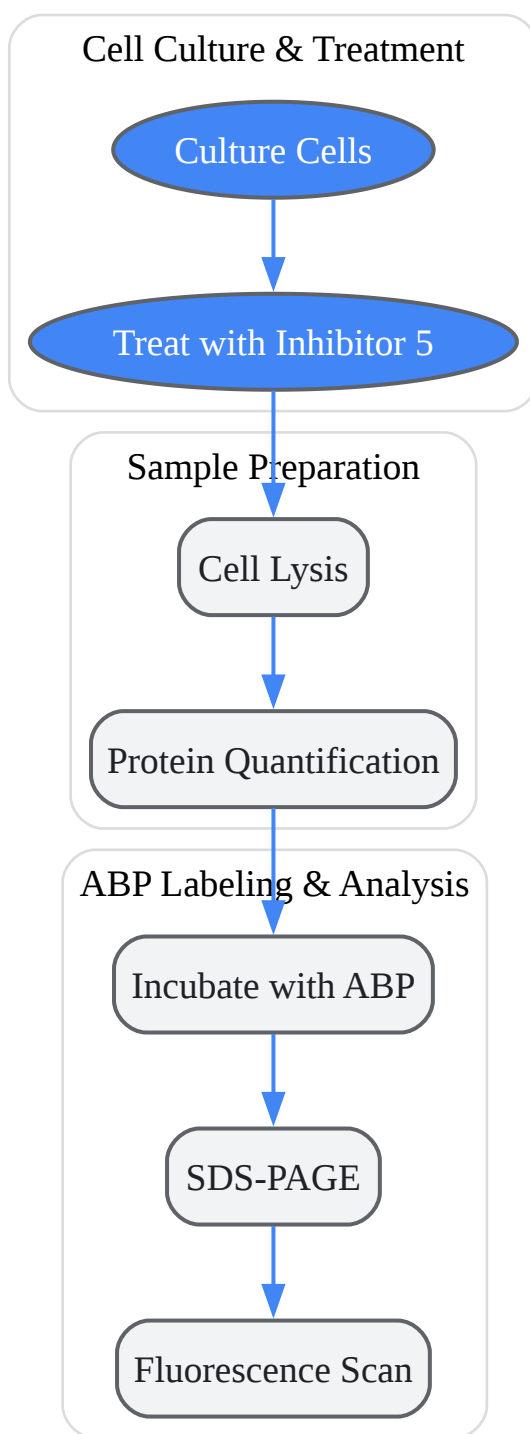 Cell Culture & Treatment
Culture Cells
Treat with Inhibitor 5
Sample Preparation
Cell Lysis
Protein Quantification
ABP Labeling & Analysis
Incubate with ABP
SDS-PAGE
Fluorescence Scan